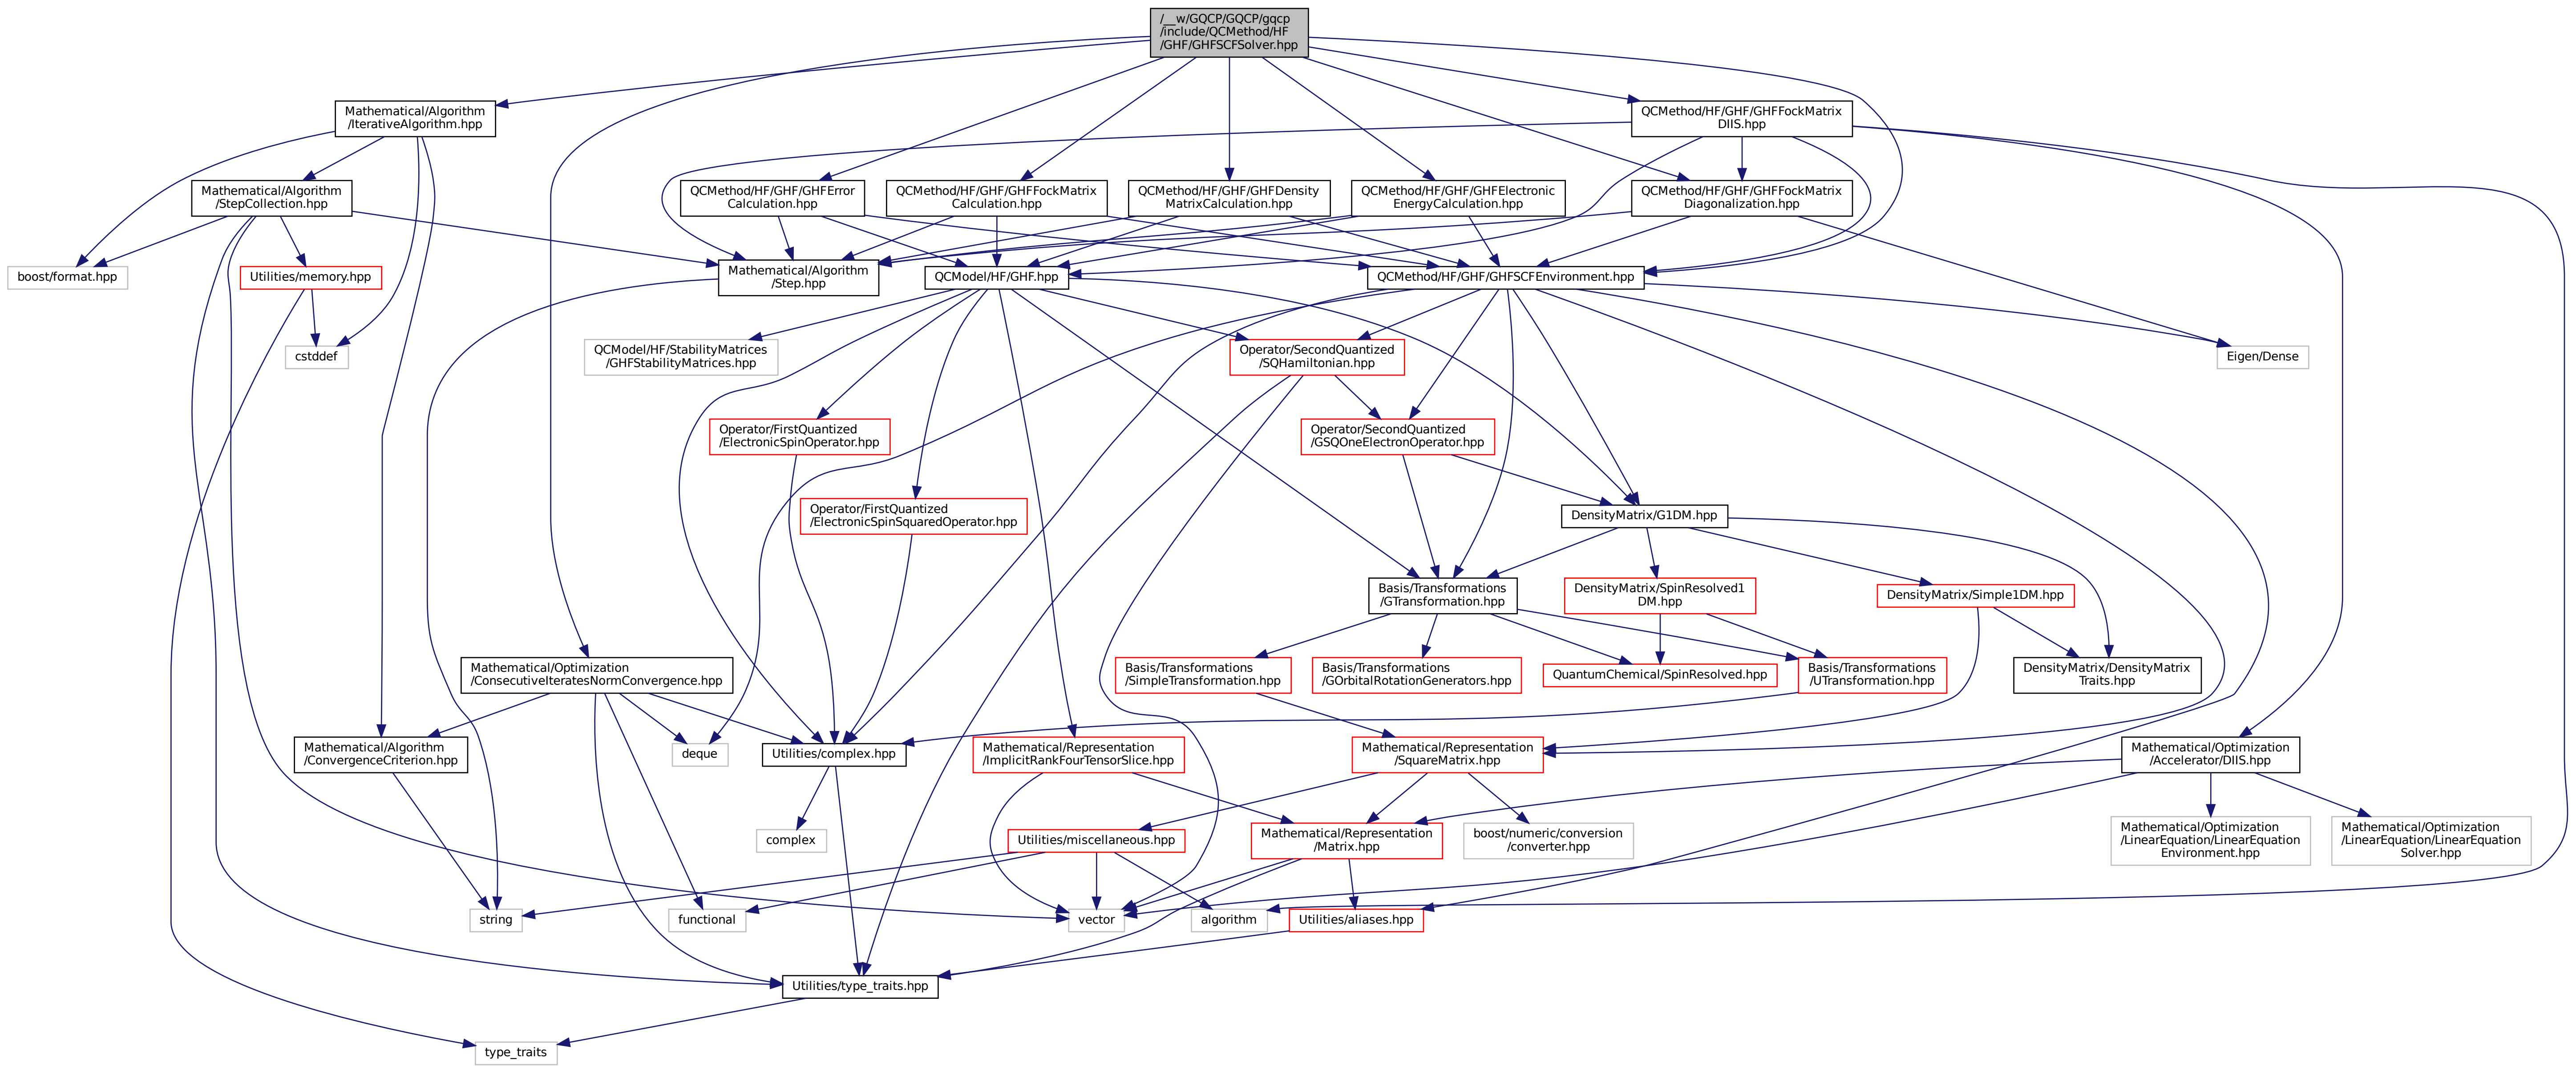 /__w/GQCP/GQCP/gqcp
/include/QCMethod/HF
/GHF/GHFSCFSolver.hpp
Mathematical/Algorithm
/IterativeAlgorithm.hpp
QCMethod/HF/GHF/GHFFockMatrix
DIIS.hpp
Mathematical/Algorithm
/StepCollection.hpp
QCMethod/HF/GHF/GHFError
Calculation.hpp
QCMethod/HF/GHF/GHFFockMatrix
Calculation.hpp
QCMethod/HF/GHF/GHFDensity
MatrixCalculation.hpp
QCMethod/HF/GHF/GHFElectronic
EnergyCalculation.hpp
QCMethod/HF/GHF/GHFFockMatrix
Diagonalization.hpp
boost/format.hpp
Utilities/memory.hpp
Mathematical/Algorithm
/Step.hpp
QCModel/HF/GHF.hpp
QCMethod/HF/GHF/GHFSCFEnvironment.hpp
cstddef
QCModel/HF/StabilityMatrices
/GHFStabilityMatrices.hpp
Operator/SecondQuantized
/SQHamiltonian.hpp
Eigen/Dense
Operator/FirstQuantized
/ElectronicSpinOperator.hpp
Operator/SecondQuantized
/GSQOneElectronOperator.hpp
Operator/FirstQuantized
/ElectronicSpinSquaredOperator.hpp
DensityMatrix/G1DM.hpp
Basis/Transformations
/GTransformation.hpp
DensityMatrix/SpinResolved1
DM.hpp
DensityMatrix/Simple1DM.hpp
Mathematical/Optimization
/ConsecutiveIteratesNormConvergence.hpp
Basis/Transformations
/SimpleTransformation.hpp
Basis/Transformations
/GOrbitalRotationGenerators.hpp
QuantumChemical/SpinResolved.hpp
Basis/Transformations
/UTransformation.hpp
DensityMatrix/DensityMatrix
Traits.hpp
Mathematical/Algorithm
/ConvergenceCriterion.hpp
deque
Utilities/complex.hpp
Mathematical/Representation
/ImplicitRankFourTensorSlice.hpp
Mathematical/Representation
/SquareMatrix.hpp
Mathematical/Optimization
/Accelerator/DIIS.hpp
complex
Utilities/miscellaneous.hpp
Mathematical/Representation
/Matrix.hpp
boost/numeric/conversion
/converter.hpp
Mathematical/Optimization
/LinearEquation/LinearEquation
Environment.hpp
Mathematical/Optimization
/LinearEquation/LinearEquation
Solver.hpp
string
functional
vector
algorithm
Utilities/aliases.hpp
Utilities/type_traits.hpp
type_traits